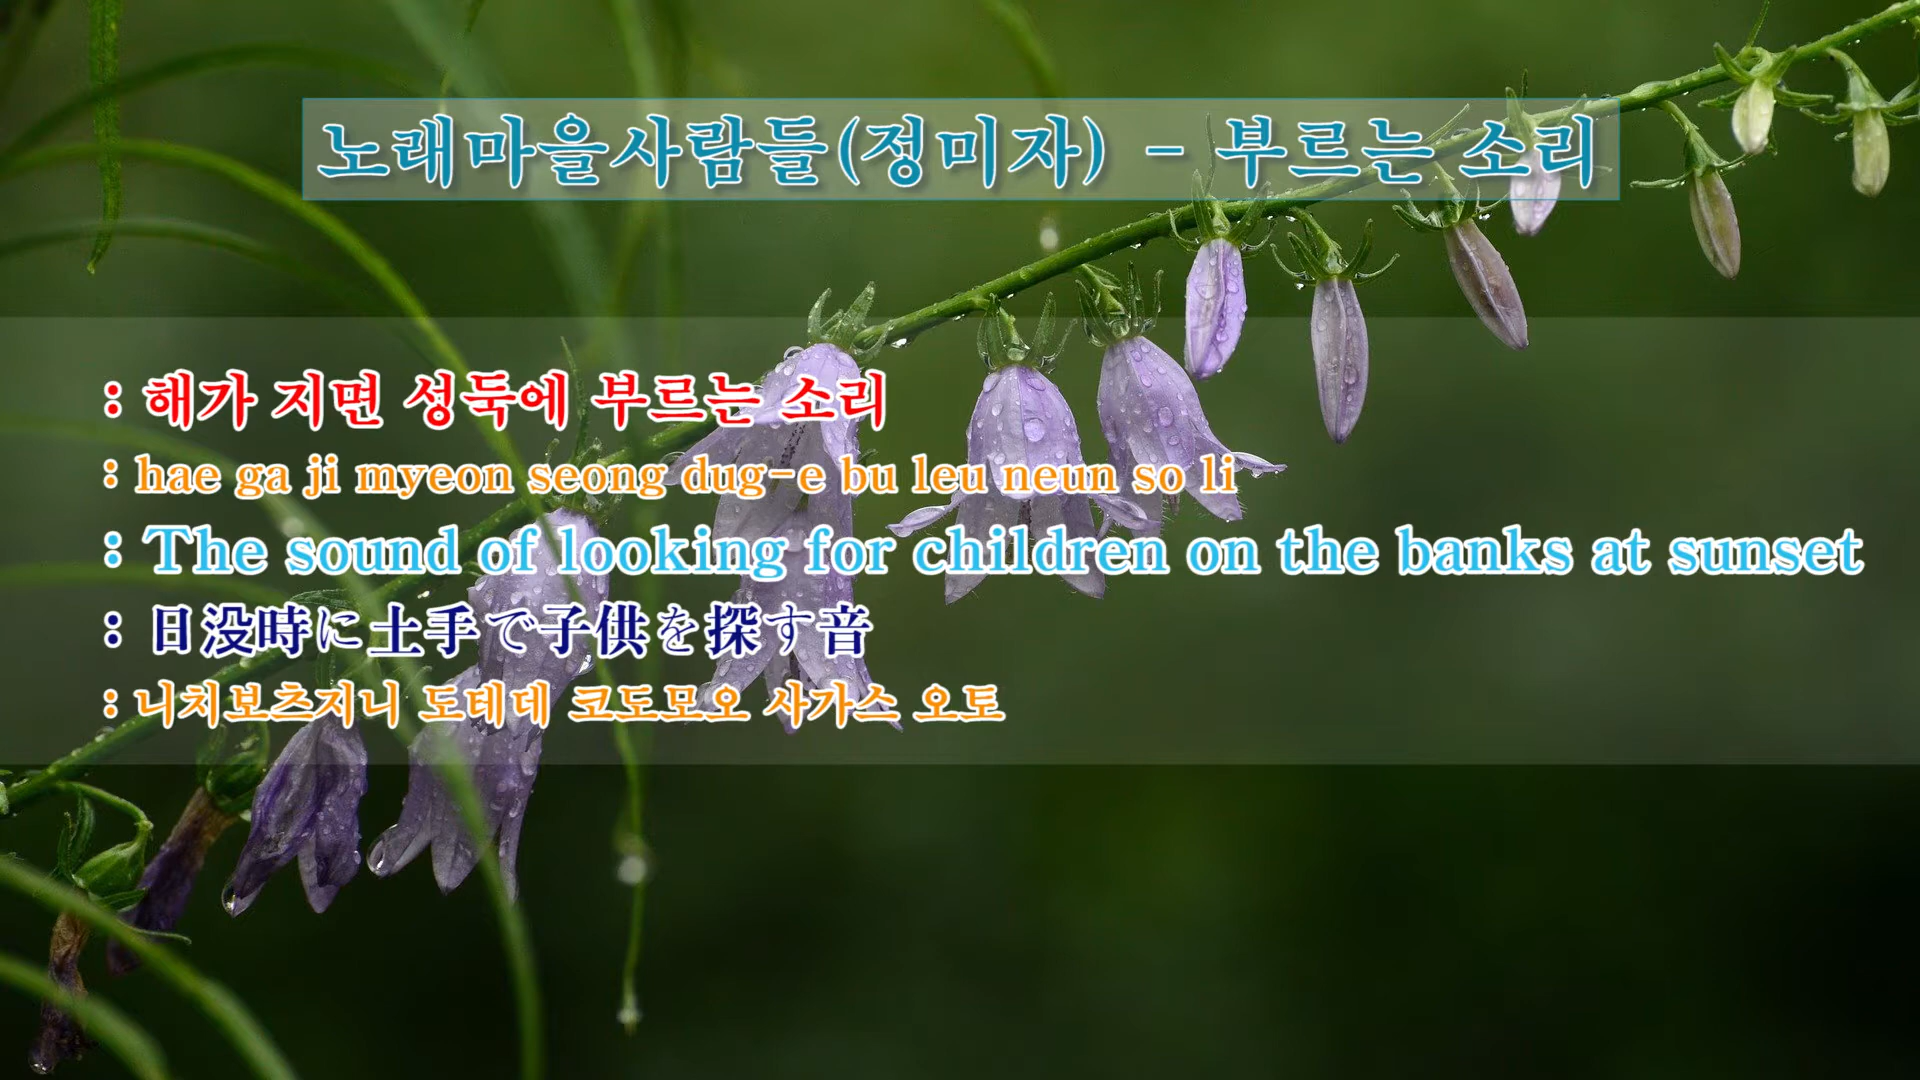 노래마을사람들(정미자) - 부르는 소리
: 해가 지면 성둑에 부르는 소리
: hae ga ji myeon seong dug-e bu leu neun so li
: The sound of looking for children on the banks at sunset
: 日没時に土手で子供を探す音
: 니치보츠지니 도테데 코도모오 사가스 오토